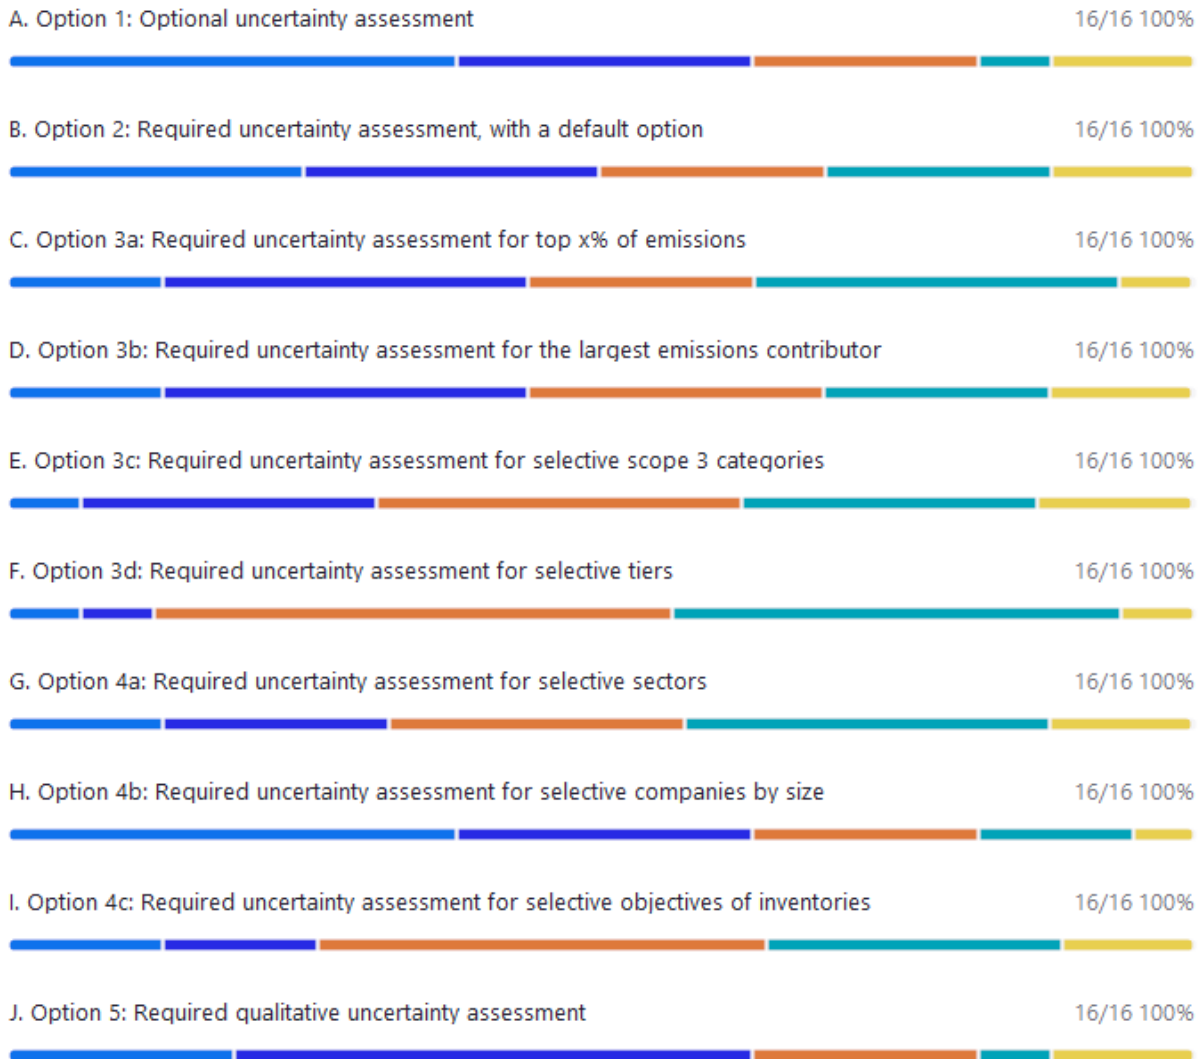 A. Option 1: Optional uncertainty assessment 16/16 100%
B. Option 2: Required uncertainty assessment, with a default option 16/16 100%
C. Option 3a: Required uncertainty assessment for top x% of emissions 16/16 100%
D. Option 3b: Required uncertainty assessment for the largest emissions contributor 16/16 100%
E. Option 3c: Required uncertainty assessment for selective scope 3 categories 16/16 100%
F. Option 3d: Required uncertainty assessment for selective tiers 16/16 100%
G. Option 4a: Required uncertainty assessment for selective sectors 16/16 100%
H. Option 4b: Required uncertainty assessment for selective companies by size 16/16 100%
I. Option 4c: Required uncertainty assessment for selective objectives of inventories 16/16 100%
J. Option 5: Required qualitative uncertainty assessment 16/16 100%